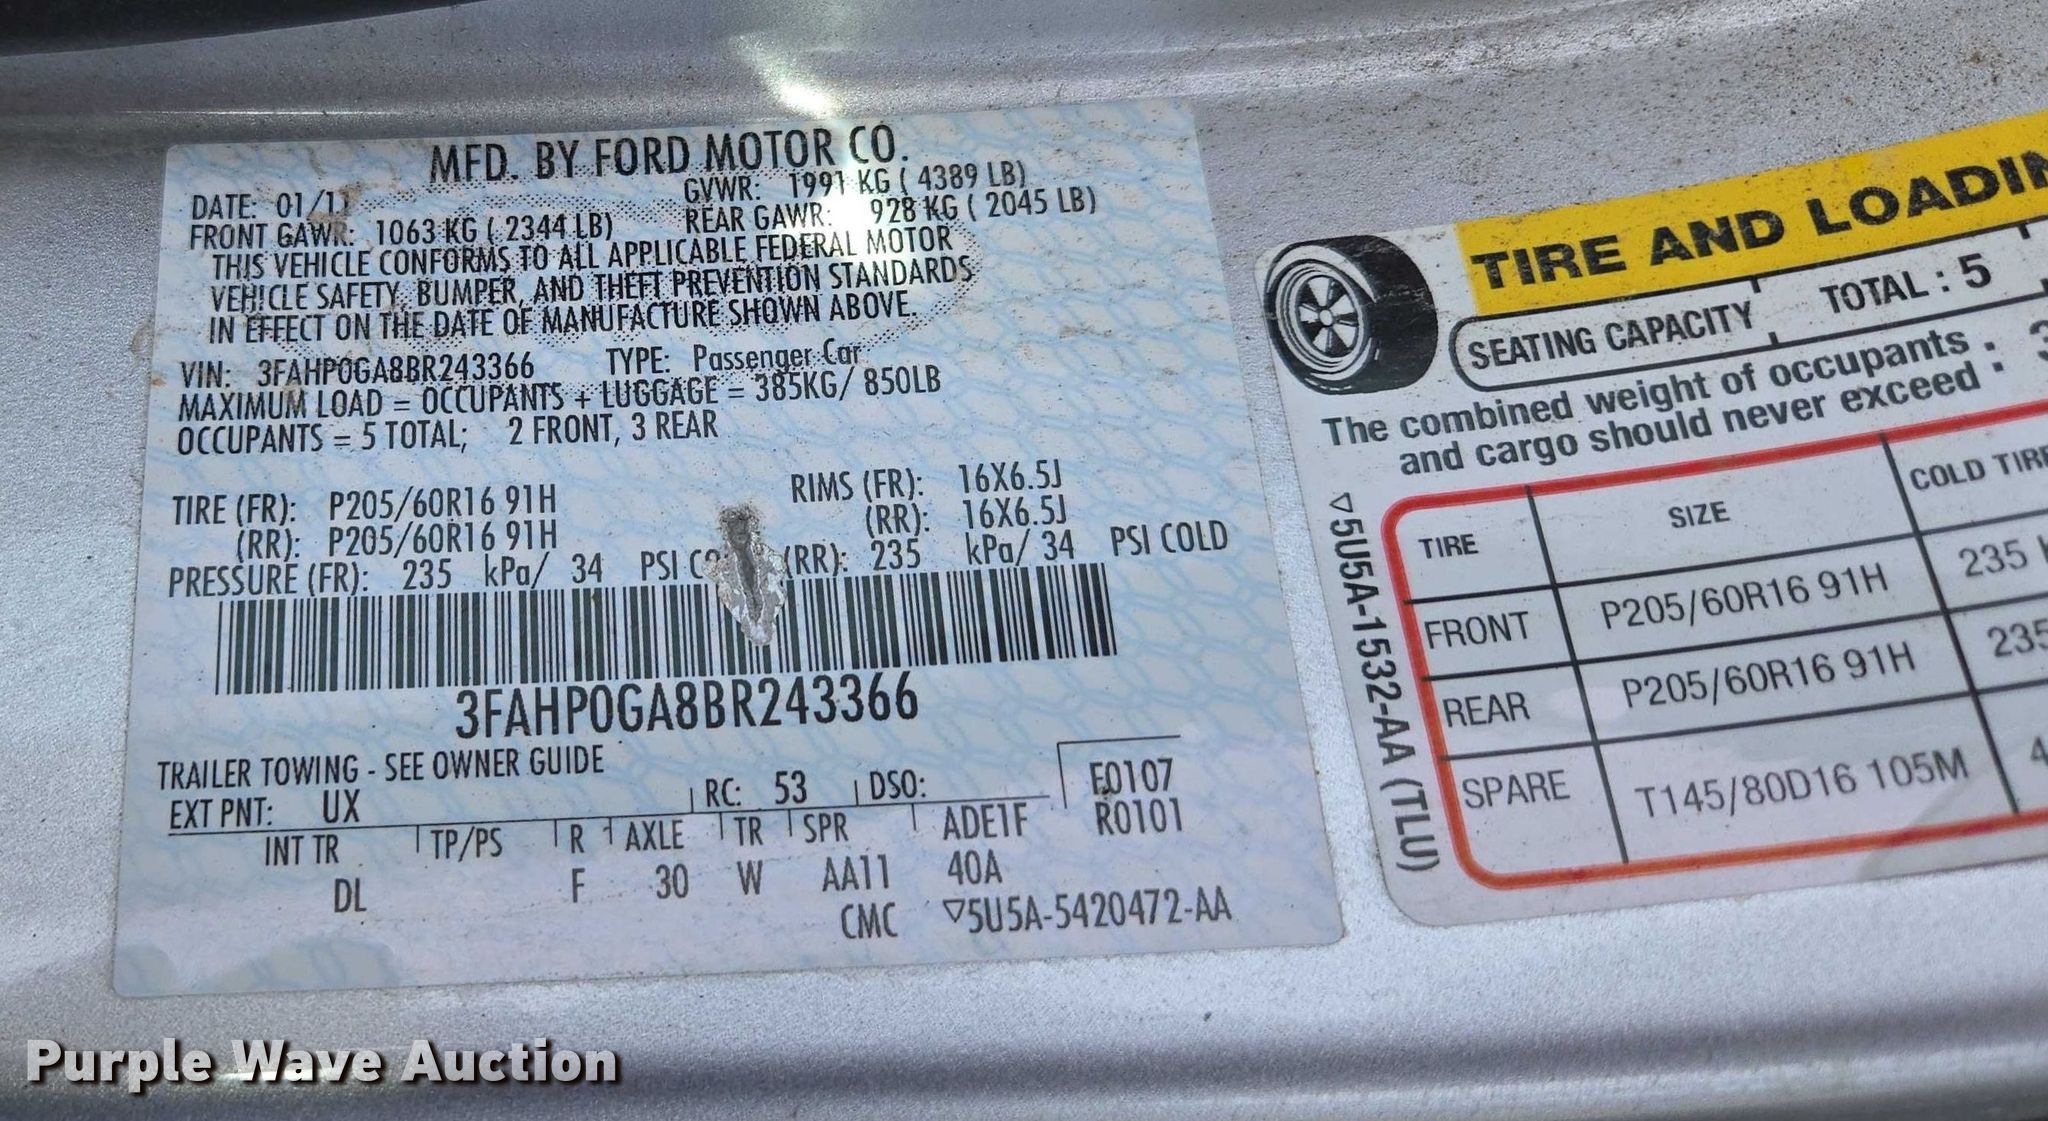 MFD. BY FORD MOTOR CO.
DATE: 01/11 GVWR: 1991 KG ( 4389 LB)
FRONT GAWR: 1063 KG ( 2344 LB) REAR GAWR: 928 KG ( 2045 LB)
THIS VEHICLE CONFORMS TO ALL APPLICABLE FEDERAL MOTOR
VEHICLE SAFETY, BUMPER, AND THEFT PREVENTION STANDARDS
IN EFFECT ON THE DATE OF MANUFACTURE SHOWN ABOVE.
VIN: 3FAHP0GA8BR243366 TYPE: Passenger Car
MAXIMUM LOAD = OCCUPANTS + LUGGAGE = 385KG/ 850LB
OCCUPANTS = 5 TOTAL; 2 FRONT, 3 REAR
TIRE (FR): P205/60R16 91H RIMS (FR): 16X6.5J
(RR): P205/60R16 91H (RR): 16X6.5J
PRESSURE (FR): 235 kPa/ 34 PSI (RR): 235 kPa/ 34 PSI COLD
3FAHP0GA8BR243366
TRAILER TOWING - SEE OWNER GUIDE
EXT PNT: UX RC: 53 DSO: F0107
R0101
INT TR TP/PS R AXLE TR SPR ADE1F
DL F 30 W AA11 40A
CMC ▽5U5A-5420472-AA
TIRE AND
SEATING CAPACITY TOTAL : 5
The combined weight of occupants
and cargo should never exceed :
▽5U5A-1532-AA (TLU)
TIRE SIZE COLD
FRONT P205/60R16 91H 235
REAR P205/60R16 91H 235
SPARE T145/80D16 105M
Purple Wave Auction